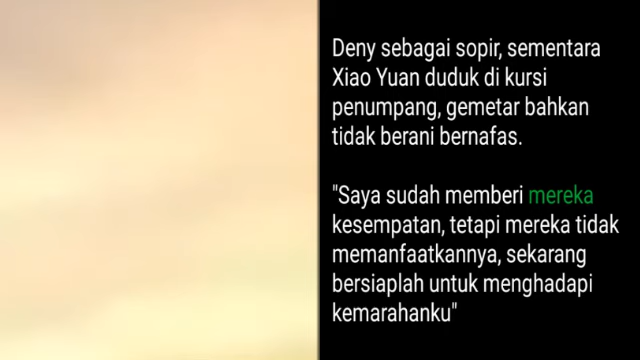 Deny sebagai sopir, sementara
Xiao Yuan duduk di kursi
penumpang, gemetar bahkan
tidak berani bernafas.
"Saya sudah memberi mereka
kesempatan, tetapi mereka tidak
memanfaatkannya, sekarang
bersiaplah untuk menghadapi
kemarahanku"